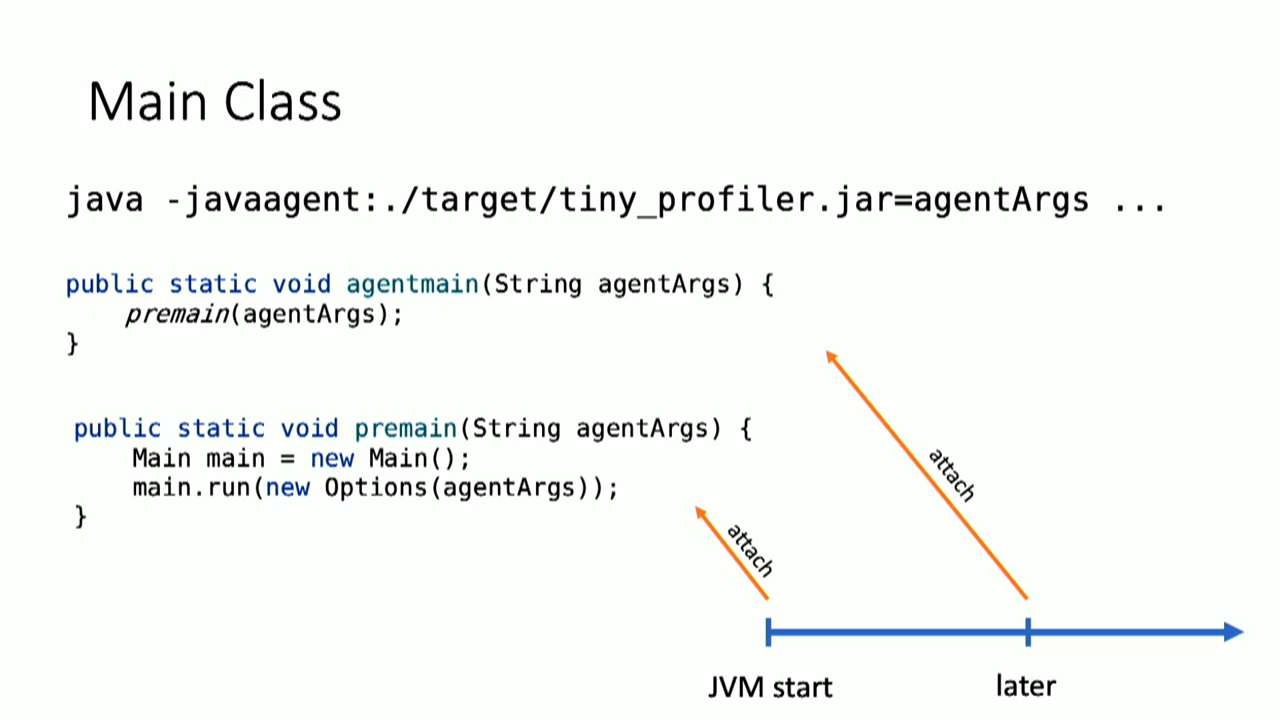 Main Class
java -javaagent:./target/tiny_profiler.jar=agentArgs ...
public static void agentmain(String agentArgs) {
    premain(agentArgs);
}
public static void premain(String agentArgs) {
    Main main = new Main();
    main.run(new Options(agentArgs));
}
attach
attach
JVM start
later